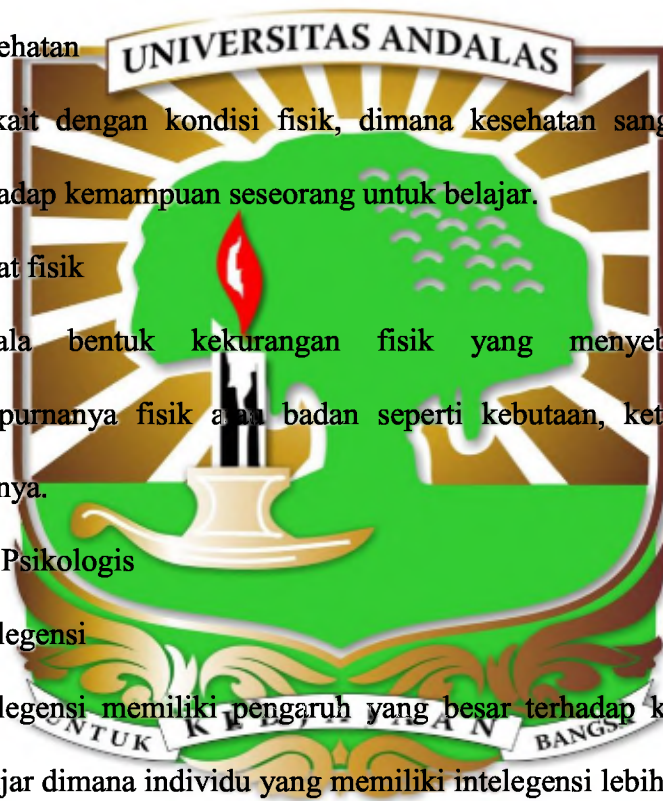 UNIVERSITAS ANDALAS
ehatan
kait dengan kondisi fisik, dimana kesehatan sang
adap kemampuan seseorang untuk belajar.
at fisik
ala bentuk kekurangan fisik yang menyeb
purnanya fisik atau badan seperti kebutaan, ket
nya.
Psikologis
legensi
legensi memiliki pengaruh yang besar terhadap k
UNTUK KEDJAJAAN BANGSA
jar dimana individu yang memiliki intelegensi lebih